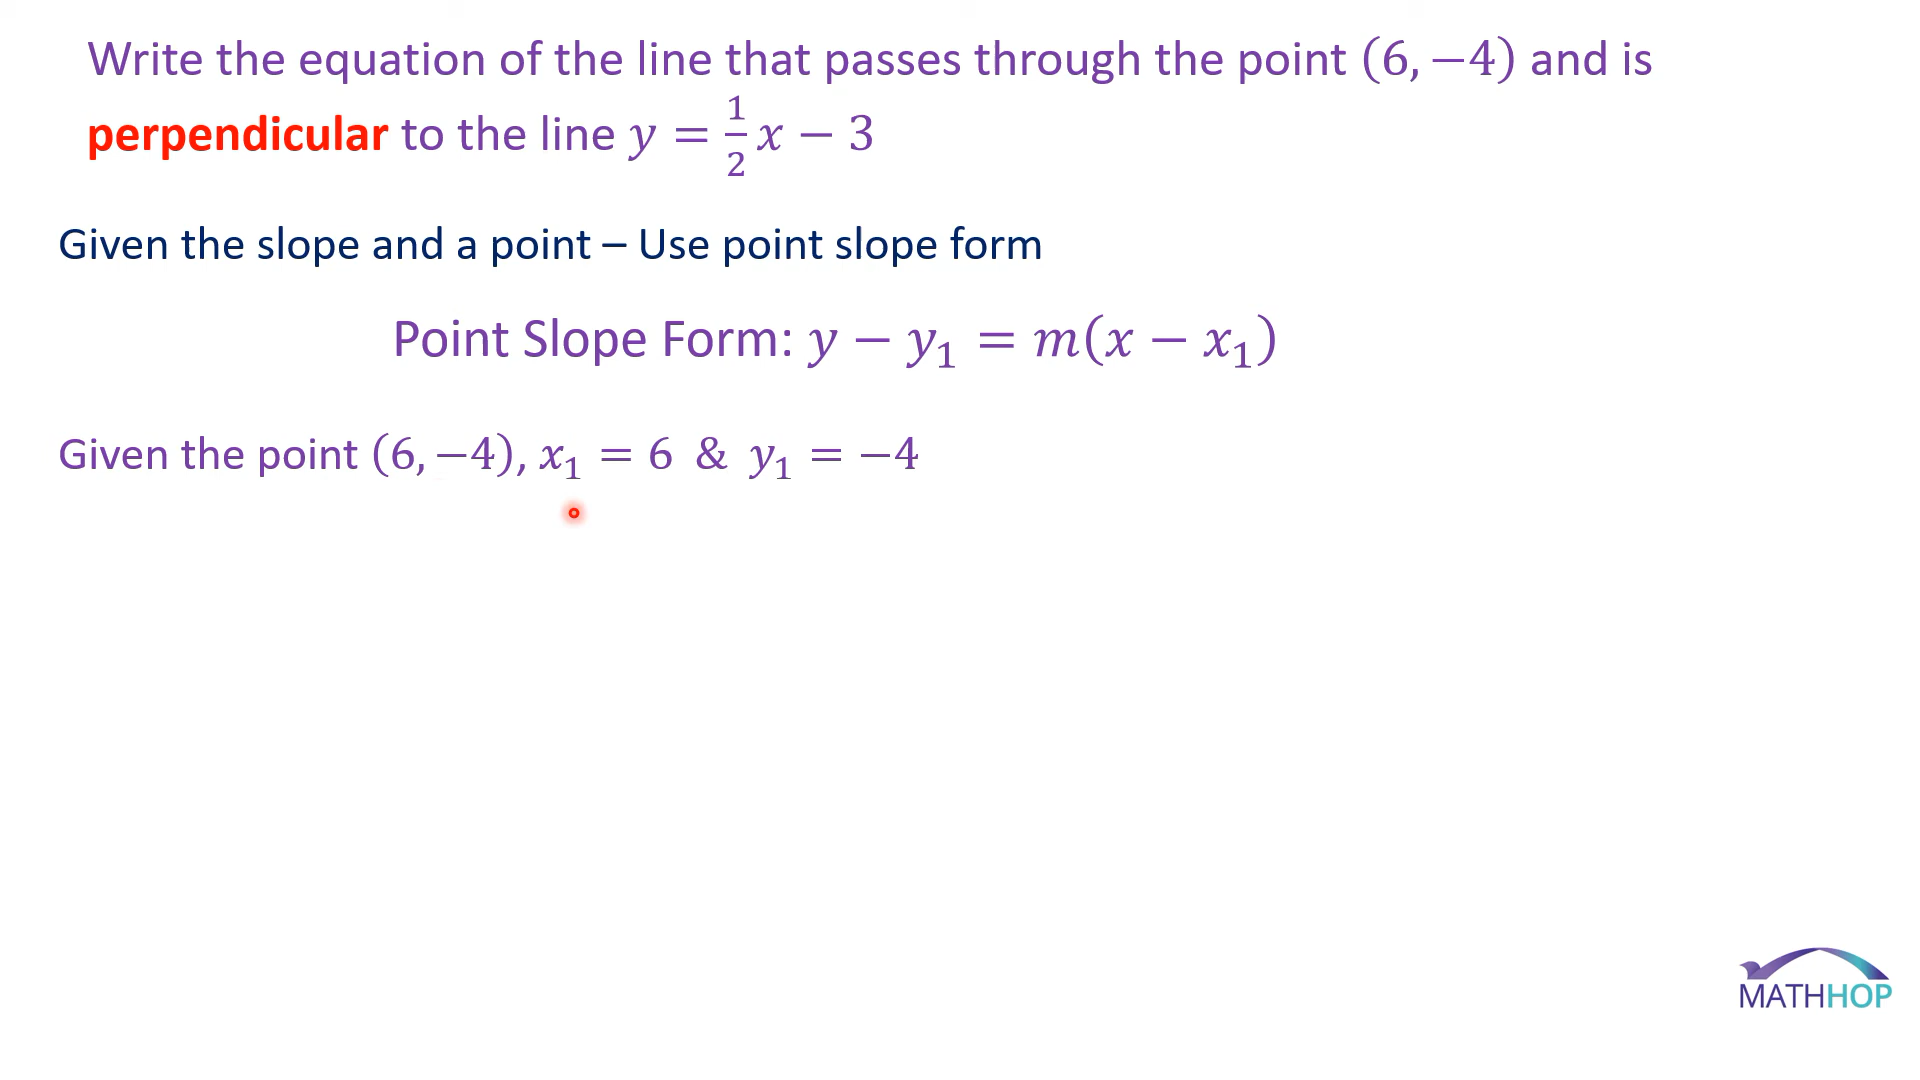 Write the equation of the line that passes through the point (6, −4) and is
perpendicular to the line y = 1/2 x − 3
Given the slope and a point – Use point slope form
Point Slope Form: y − y₁ = m(x − x₁)
Given the point (6, −4), x₁ = 6 & y₁ = −4
MATHHOP